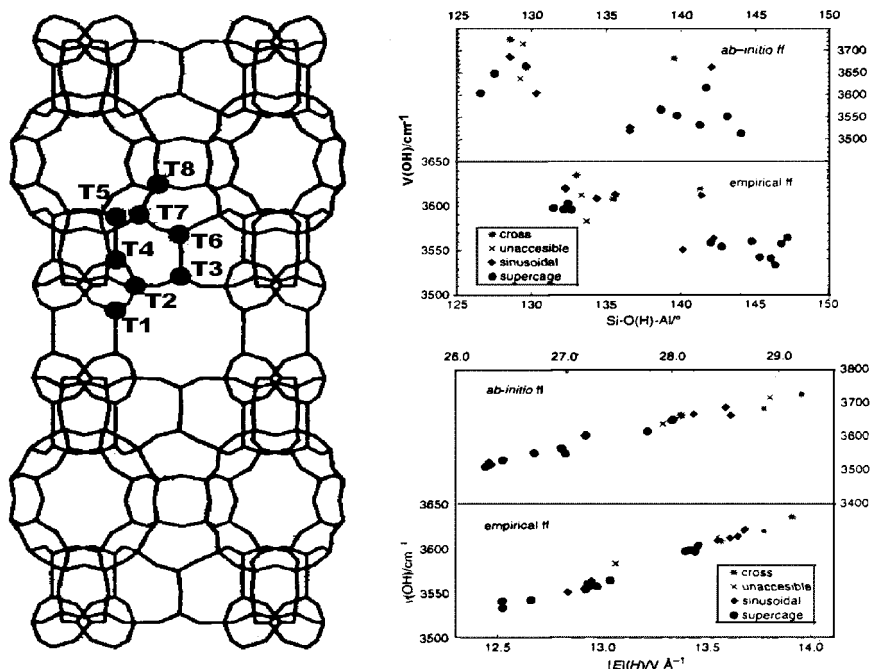 T8
T5
T7
T6
T4
T3
T2
T1
125 130 135 140 145 150
ab-initio ff
3700
3650
3600
3550
3500
V(OH)/cm⁻¹
3650
3600
3550
3500
empirical ff
* cross
× unaccesible
◆ sinusoidal
● supercage
125 130 135 140 145 150
Si-O(H)-Al/°
26.0 27.0 28.0 29.0
3800
3700
3600
3500
3400
ab-initio ff
ν(OH)/cm⁻¹
3650
3600
3550
3500
empirical ff
* cross
× unaccesible
◆ sinusoidal
● supercage
12.5 13.0 13.5 14.0
|E|(H)/V Å⁻¹